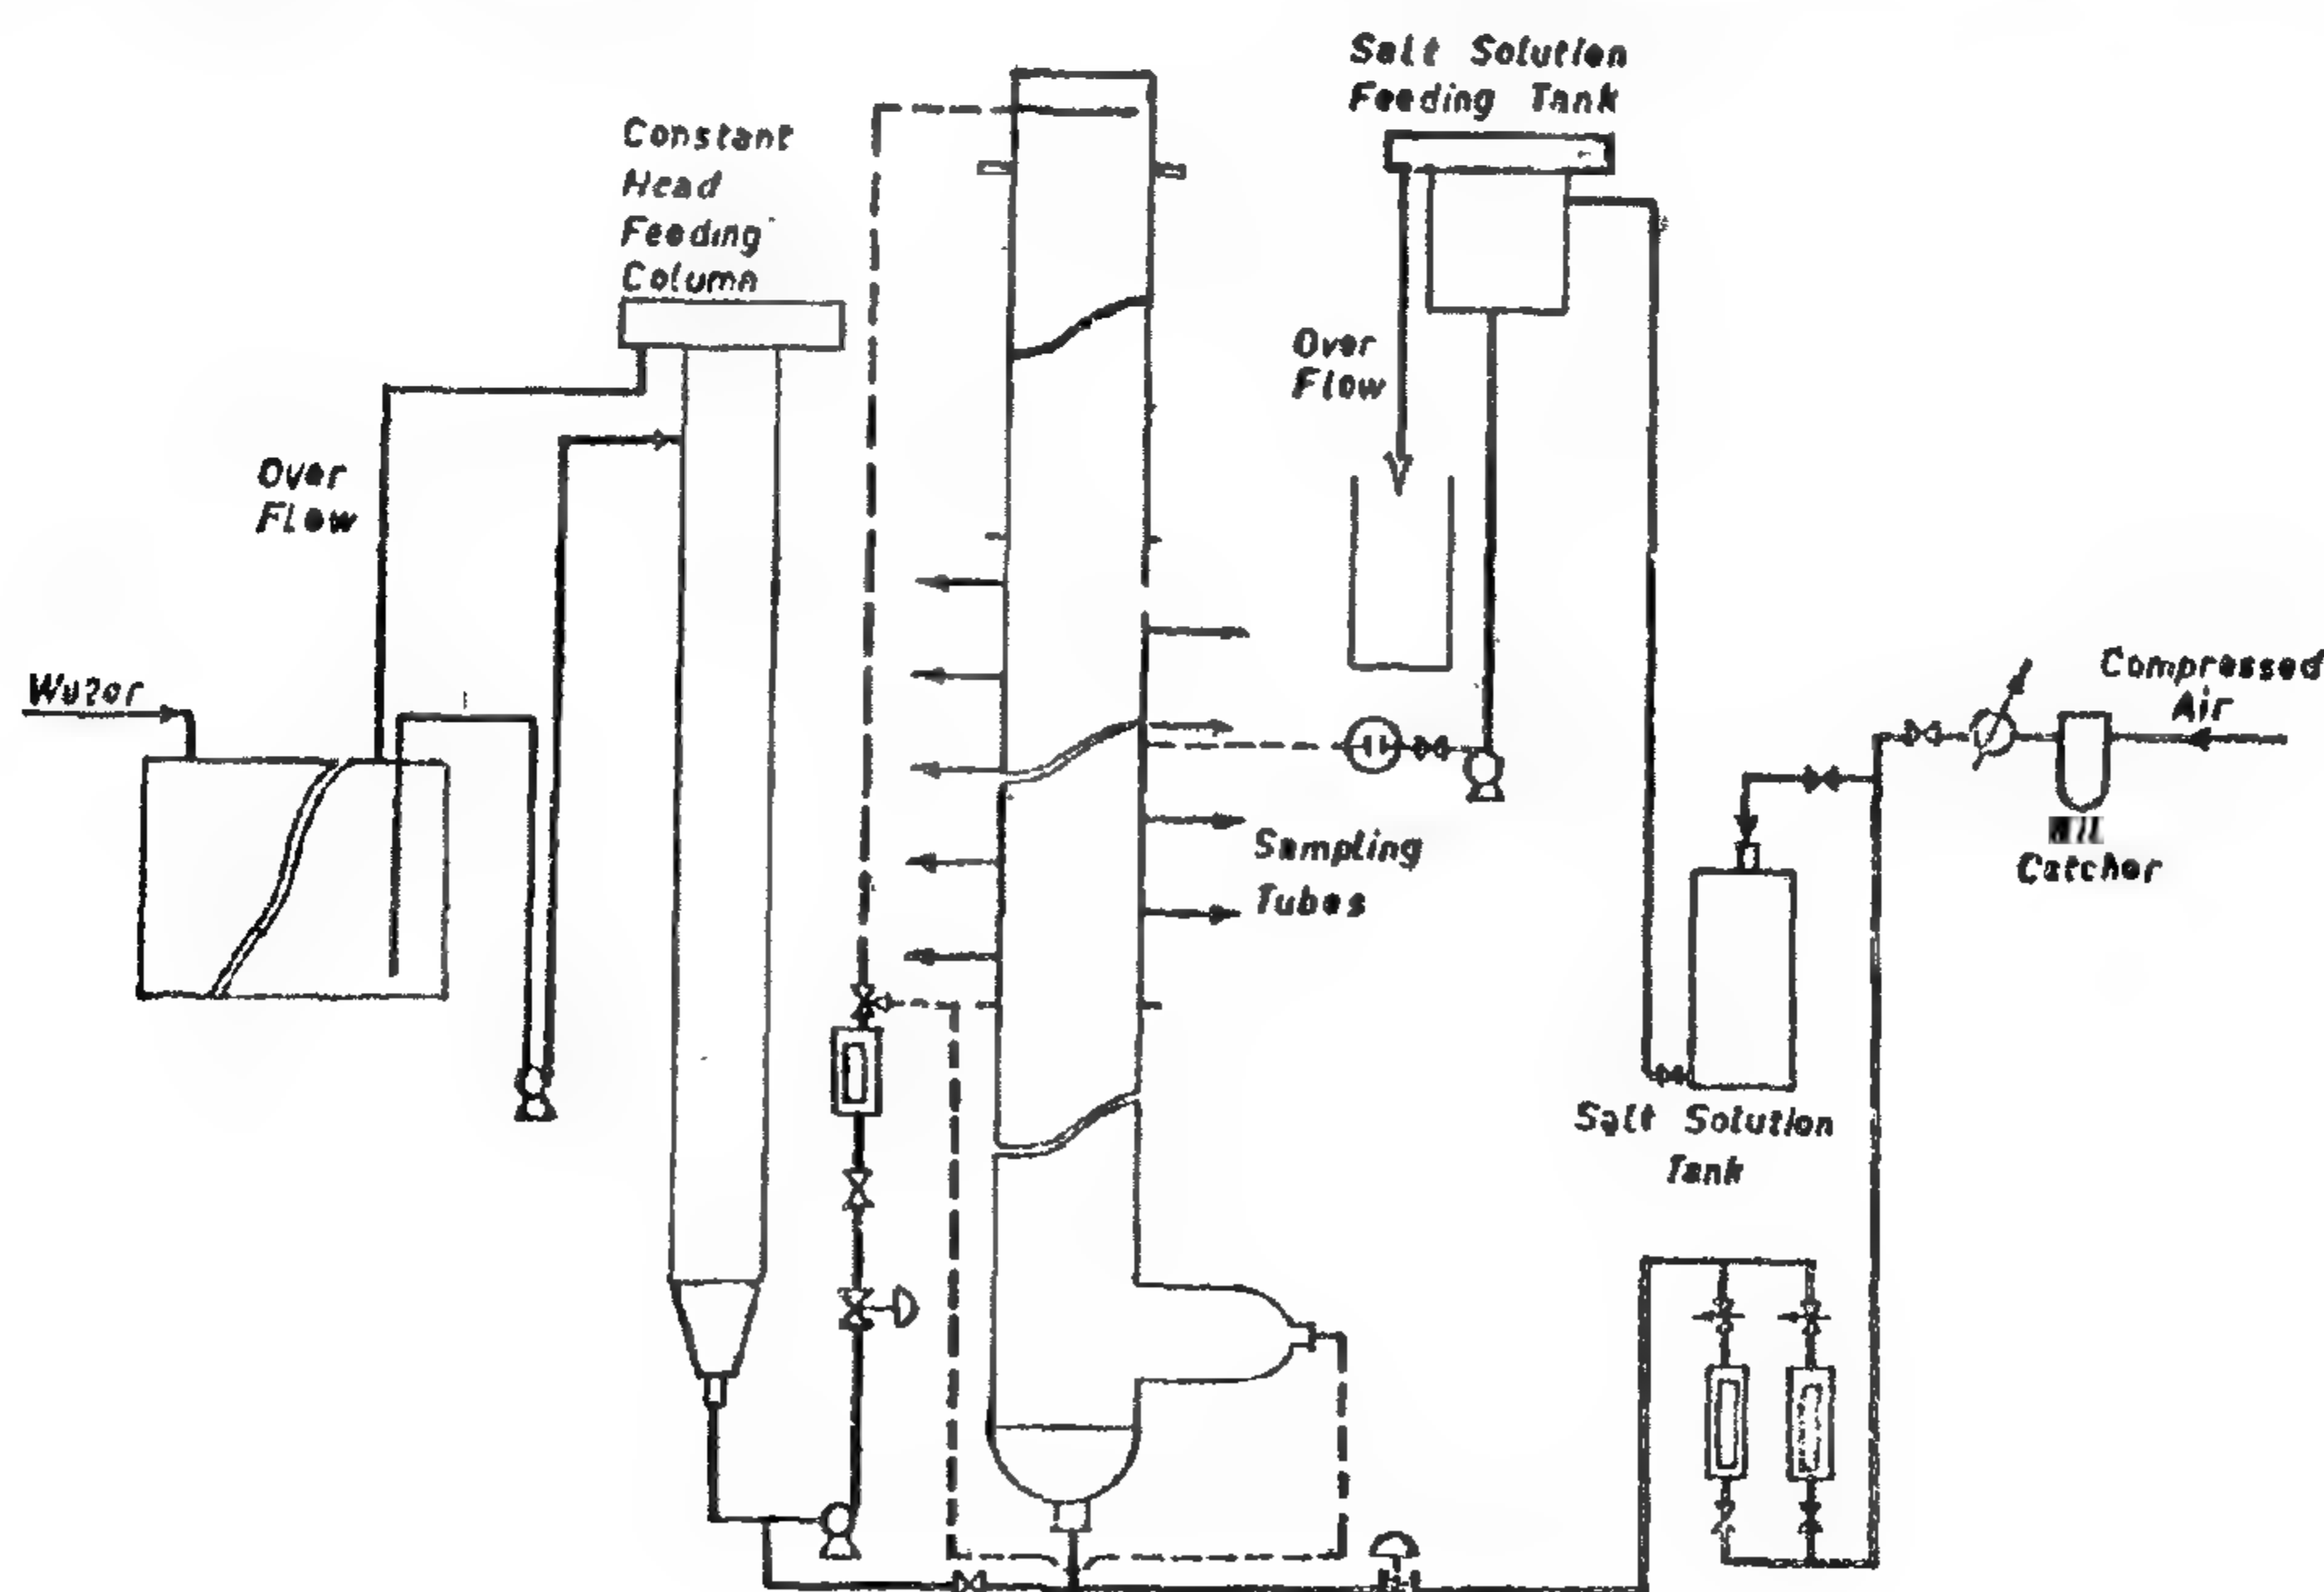 Salt Solution
Feeding Tank
Constant
Head
Feeding
Column
Over
Flow
Over
Flow
Water
Compressed
Air
Catcher
Sampling
Tubes
Salt Solution
Tank